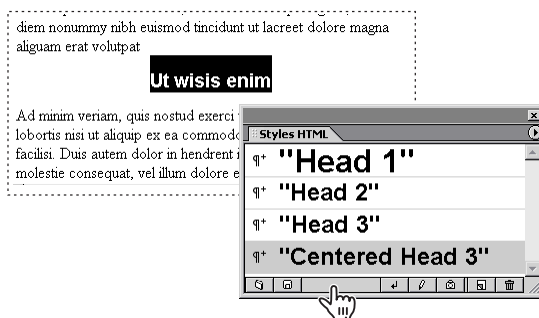 diem nonummy nibh euismod tincidunt ut lacreet dolore magna
aliguam erat volutpat
Ut wisis enim
Ad minim veriam, quis nostud exerci
lobortis nisi ut aliquip ex ea commodo
facilisi. Duis autem dolor in hendrent
molestie consequat, vel illum dolore
Styles HTML
¶+ "Head 1"
¶+ "Head 2"
¶+ "Head 3"
¶+ "Centered Head 3"